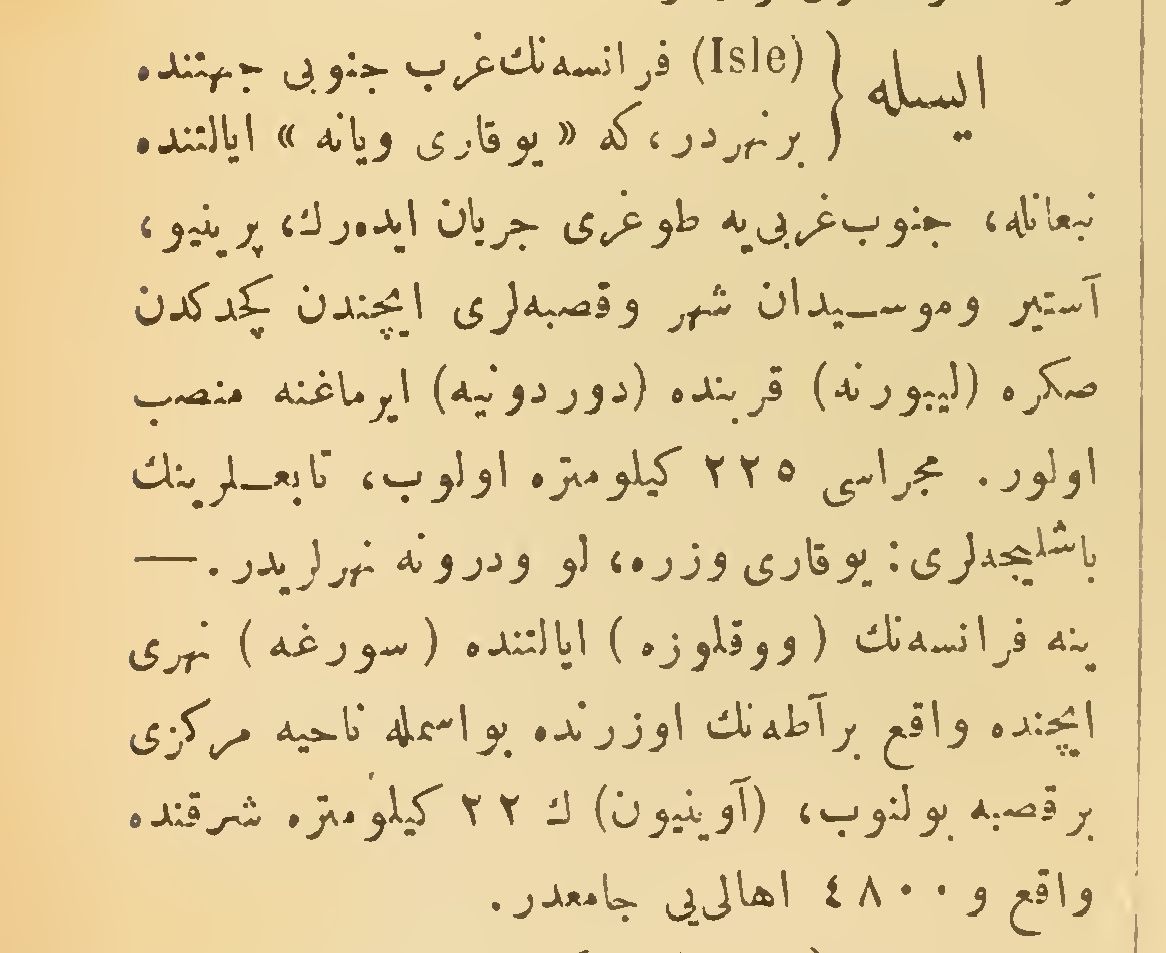 ایسله { (Isle) فرانسه‌نك غرب جنوبی جهتنده
برنهردر، كه « یوقاری ویانه » ایالتنده
نبعانله، جنوب غربی‌یه طوغری جریان ایده‌رك، پرینیو،
آستیر وموسـیدان شهر وقصبه‌لری ایچندن كچدكدن
صكره (لیبورنه) قربنده (دوردونیه) ایرماغنه منصب
اولور. مجراسی ٢٢٥ كیلومتره اولوب، تابعـلرینك
باشلیجه‌لری: یوقاری وزره، لو ودرونه نهرلریدر. —
ینه فرانسه‌نك ( ووقلوزه ) ایالتنده ( سورغه ) نهری
ایچنده واقع برآطه‌نك اوزرنده بو اسمله ناحیه مركزی
برقصبه بولنوب، (آوینیون) ك ٢٢ كیلومتره شرقنده
واقع و ٤٨٠٠ اهالی‌یی جامعدر.